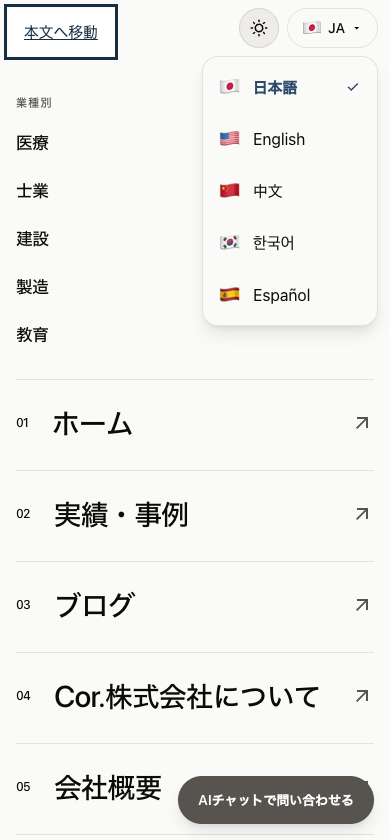 本文へ移動
JA
日本語
English
中文
한국어
Español
業種別
医療
士業
建設
製造
教育
01 ホーム
02 実績・事例
03 ブログ
04 Cor.株式会社について
05 会社概要
AIチャットで問い合わせる